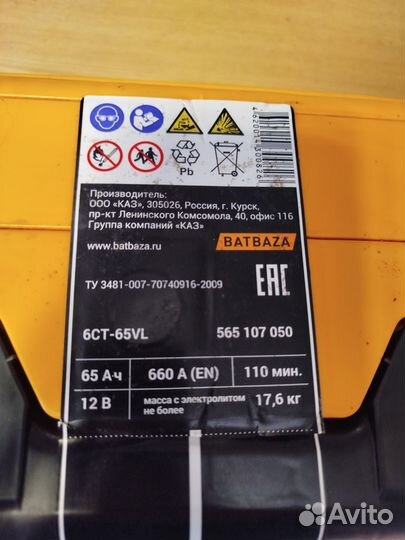 4620014300826
Pb
Производитель:
ООО «КАЗ», 305026, Россия, г. Курск,
пр-кт Ленинского Комсомола, 40, офис 116
Группа компаний «КАЗ»
www.batbaza.ru BATBAZA
ТУ 3481-007-70740916-2009 EAC
6СТ-65VL 565 107 050
65 А·ч 660 А (EN) 110 мин.
12 В масса с электролитом не более 17,6 кг
Avito